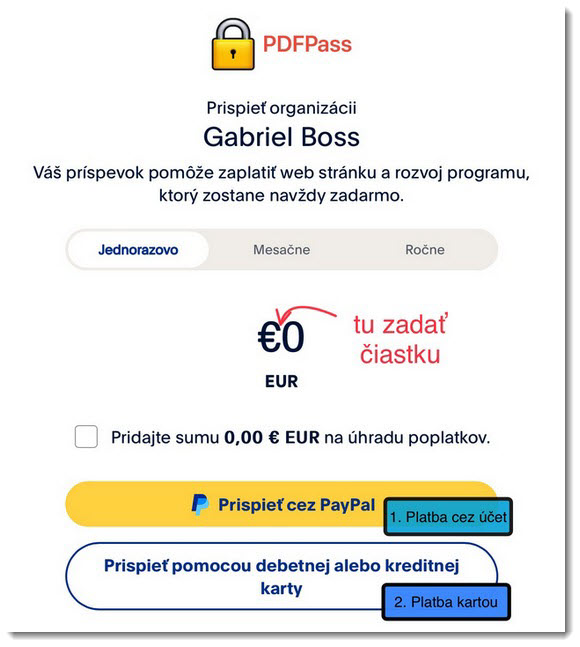 PDFPass
Prispieť organizácii
Gabriel Boss
Váš príspevok pomôže zaplatiť web stránku a rozvoj programu,
ktorý zostane navždy zadarmo.
Jednorazovo Mesačne Ročne
€0
tu zadať
čiastku
EUR
Pridajte sumu 0,00 € EUR na úhradu poplatkov.
Prispieť cez PayPal
1. Platba cez účet
Prispieť pomocou debetnej alebo kreditnej
karty
2. Platba kartou